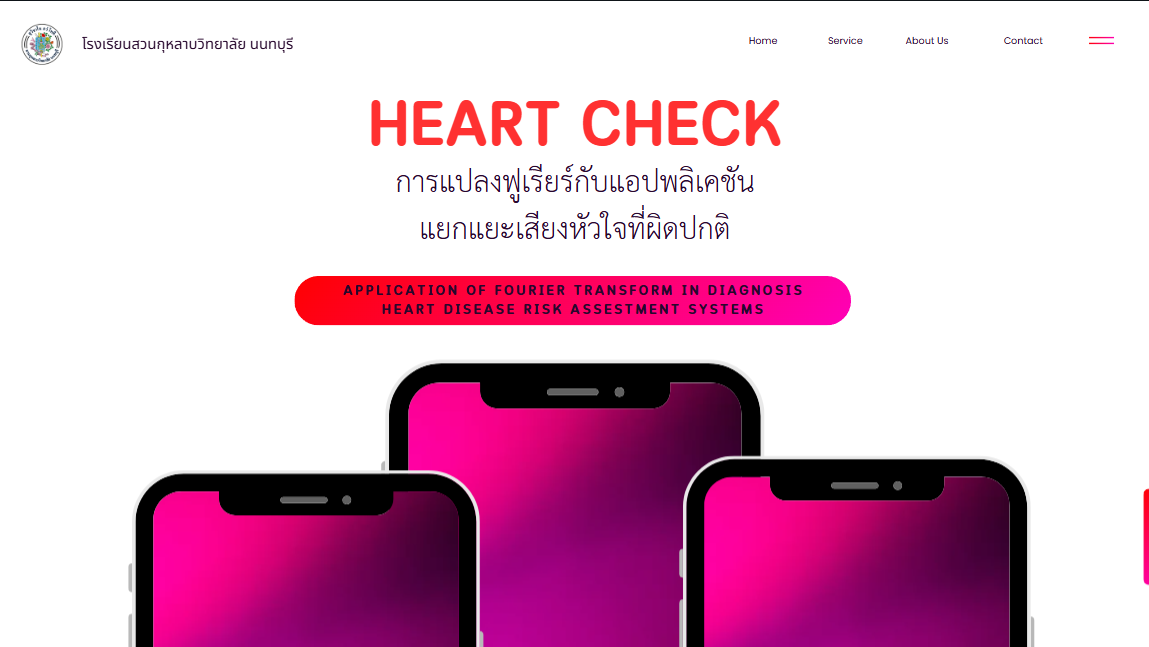 โรงเรียนสวนกุหลาบวิทยาลัย นนทบุรี
Home Service About Us Contact
HEART CHECK
การแปลงฟูเรียร์กับแอปพลิเคชัน
แยกแยะเสียงหัวใจที่ผิดปกติ
APPLICATION OF FOURIER TRANSFORM IN DIAGNOSIS
HEART DISEASE RISK ASSESTMENT SYSTEMS